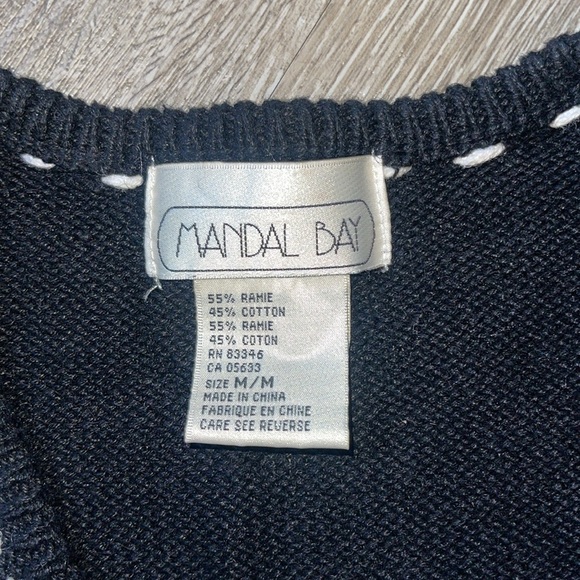 MANDAL BAY
55% RAMIE
45% COTTON
55% RAMIE
45% COTON
RN 83346
CA 05633
SIZE M/M
MADE IN CHINA
FABRIQUE EN CHINE
CARE SEE REVERSE